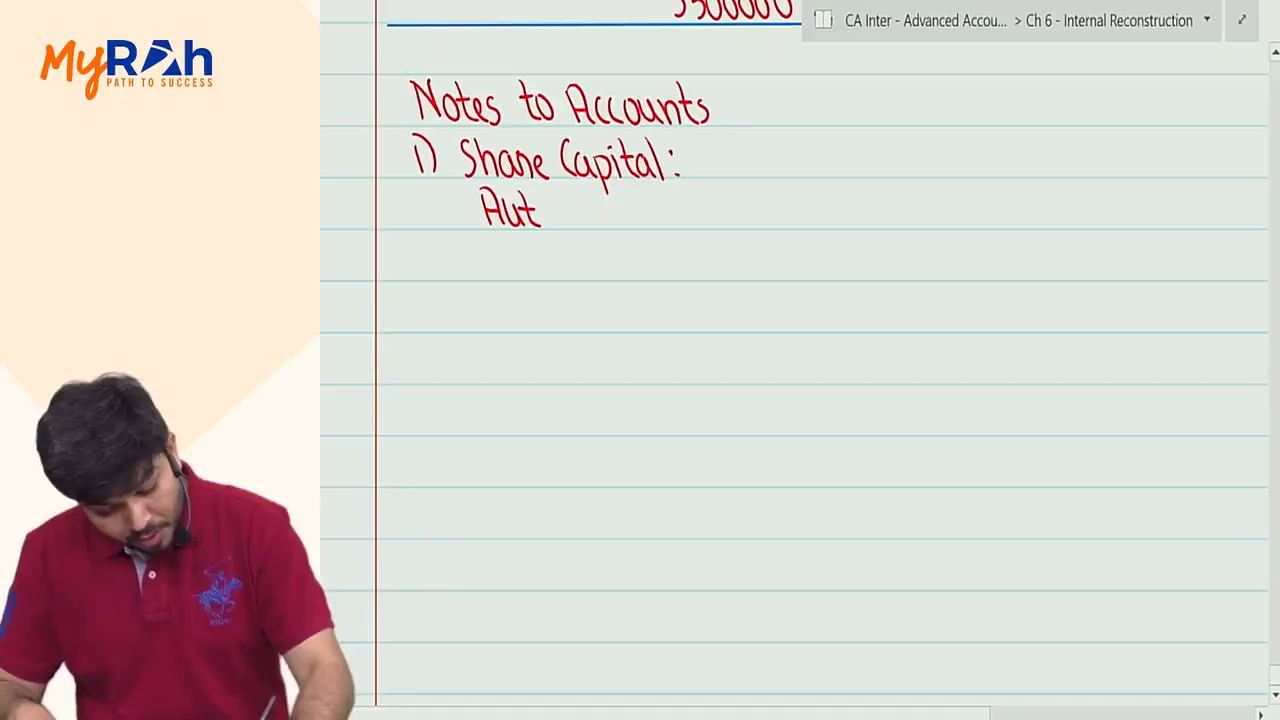 MyRAh
PATH TO SUCCESS
CA Inter - Advanced Accou... > Ch 6 - Internal Reconstruction
Notes to Accounts
1) Share Capital:
Aut